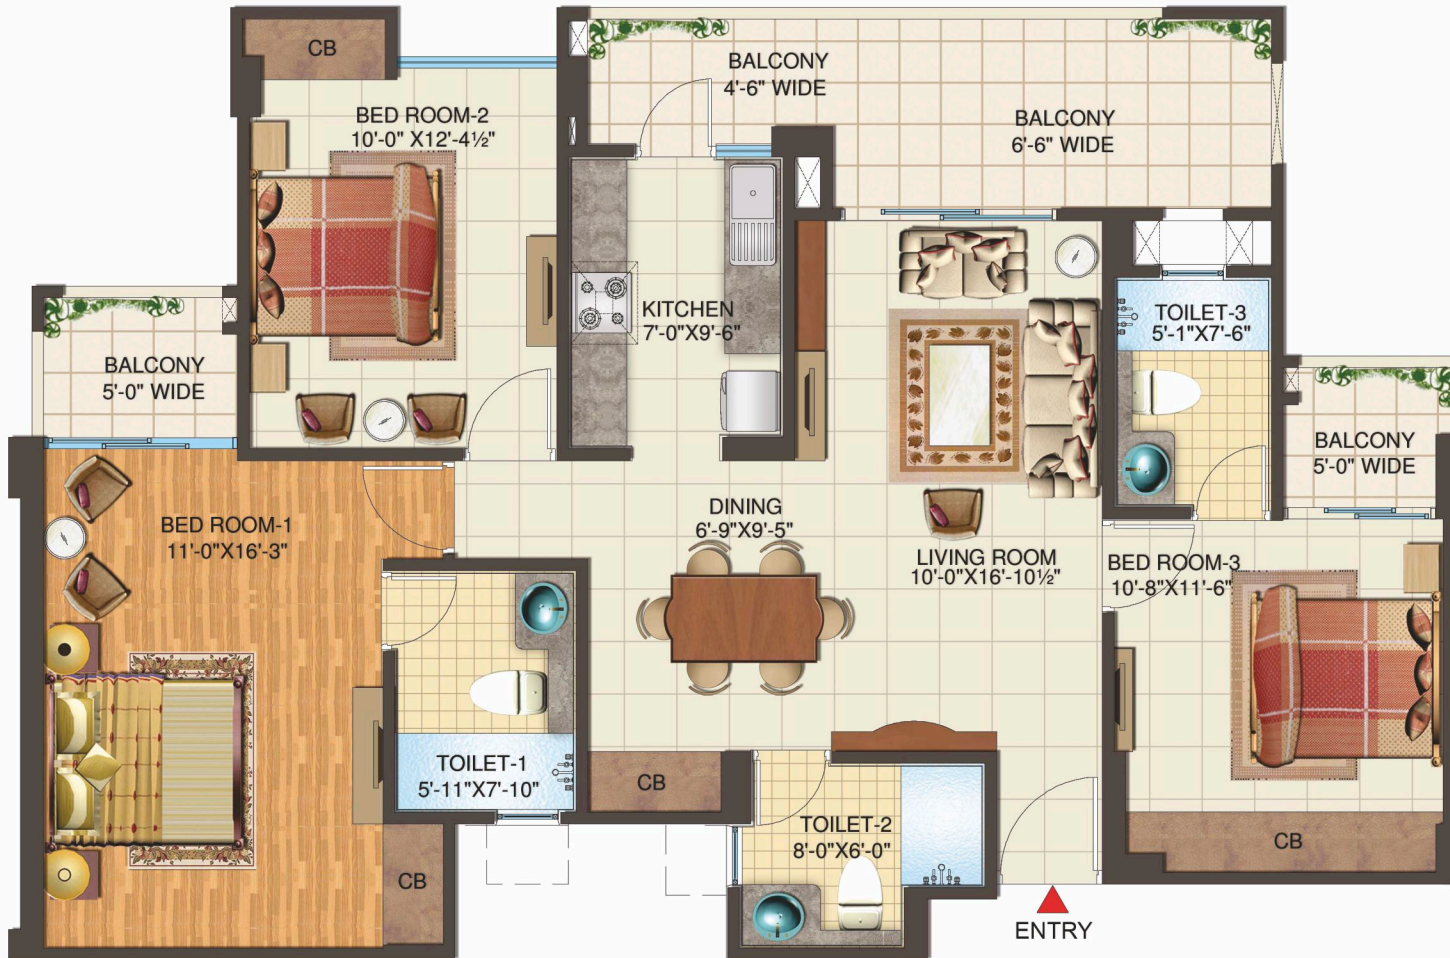 CB
BALCONY
4'-6" WIDE
BED ROOM-2
10'-0" X12'-4½"
BALCONY
6'-6" WIDE
KITCHEN
7'-0"X9'-6"
TOILET-3
5'-1"X7'-6"
BALCONY
5'-0" WIDE
BALCONY
5'-0" WIDE
BED ROOM-1
11'-0"X16'-3"
DINING
6'-9"X9'-5"
LIVING ROOM
10'-0"X16'-10½"
BED ROOM-3
10'-8"X11'-6"
TOILET-1
5'-11"X7'-10"
CB
TOILET-2
8'-0"X6'-0"
CB
CB
ENTRY